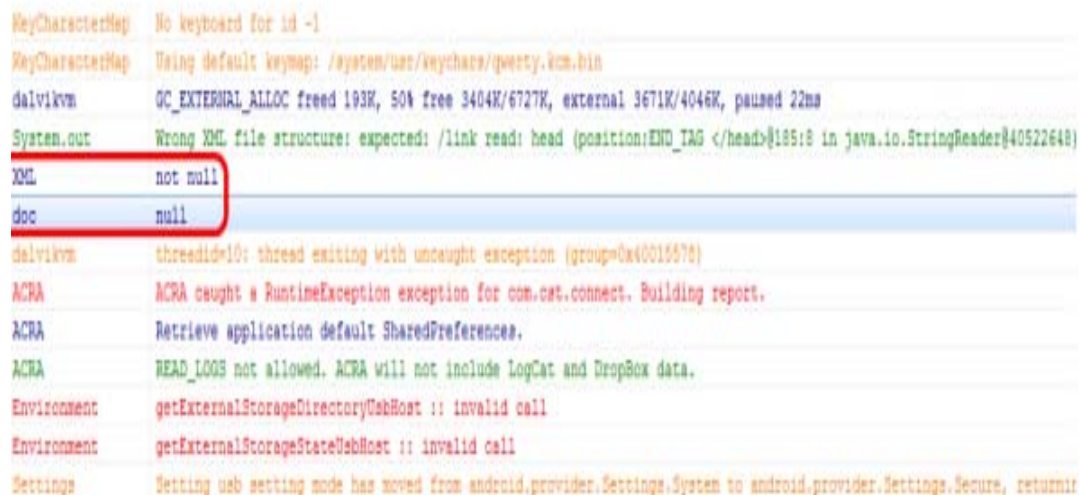 KeyCharacterMap No keyboard for id -1
KeyCharacterMap Using default keymap: /system/usr/keychars/qwerty.kcm.bin
dalvikvm GC_EXTERNAL_ALLOC freed 193K, 50% free 3404K/6727K, external 3671K/4046K, paused 22ms
System.out Wrong XML file structure: expected: /link read: head (position:END_TAG </head>@185:8 in java.io.StringReader@40522648)
XML not null
doc null
dalvikvm threadid=10: thread exiting with uncaught exception (group=0x40015578)
ACRA ACRA caught a RuntimeException exception for com.cst.connect. Building report.
ACRA Retrieve application default SharedPreferences.
ACRA READ_LOGS not allowed. ACRA will not include LogCat and DropBox data.
Environment getExternalStorageDirectoryUsbHost :: invalid call
Environment getExternalStorageStateUsbHost :: invalid call
Settings Setting usb setting mode has moved from android.provider.Settings.System to android.provider.Settings.Secure, returnin